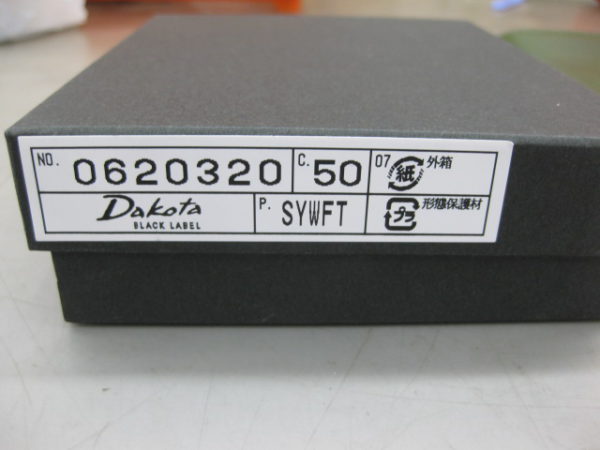 NO. 0620320 C. 50 07 紙 外箱
Dakota P. SYWFT プラ 形態保護材
BLACK LABEL